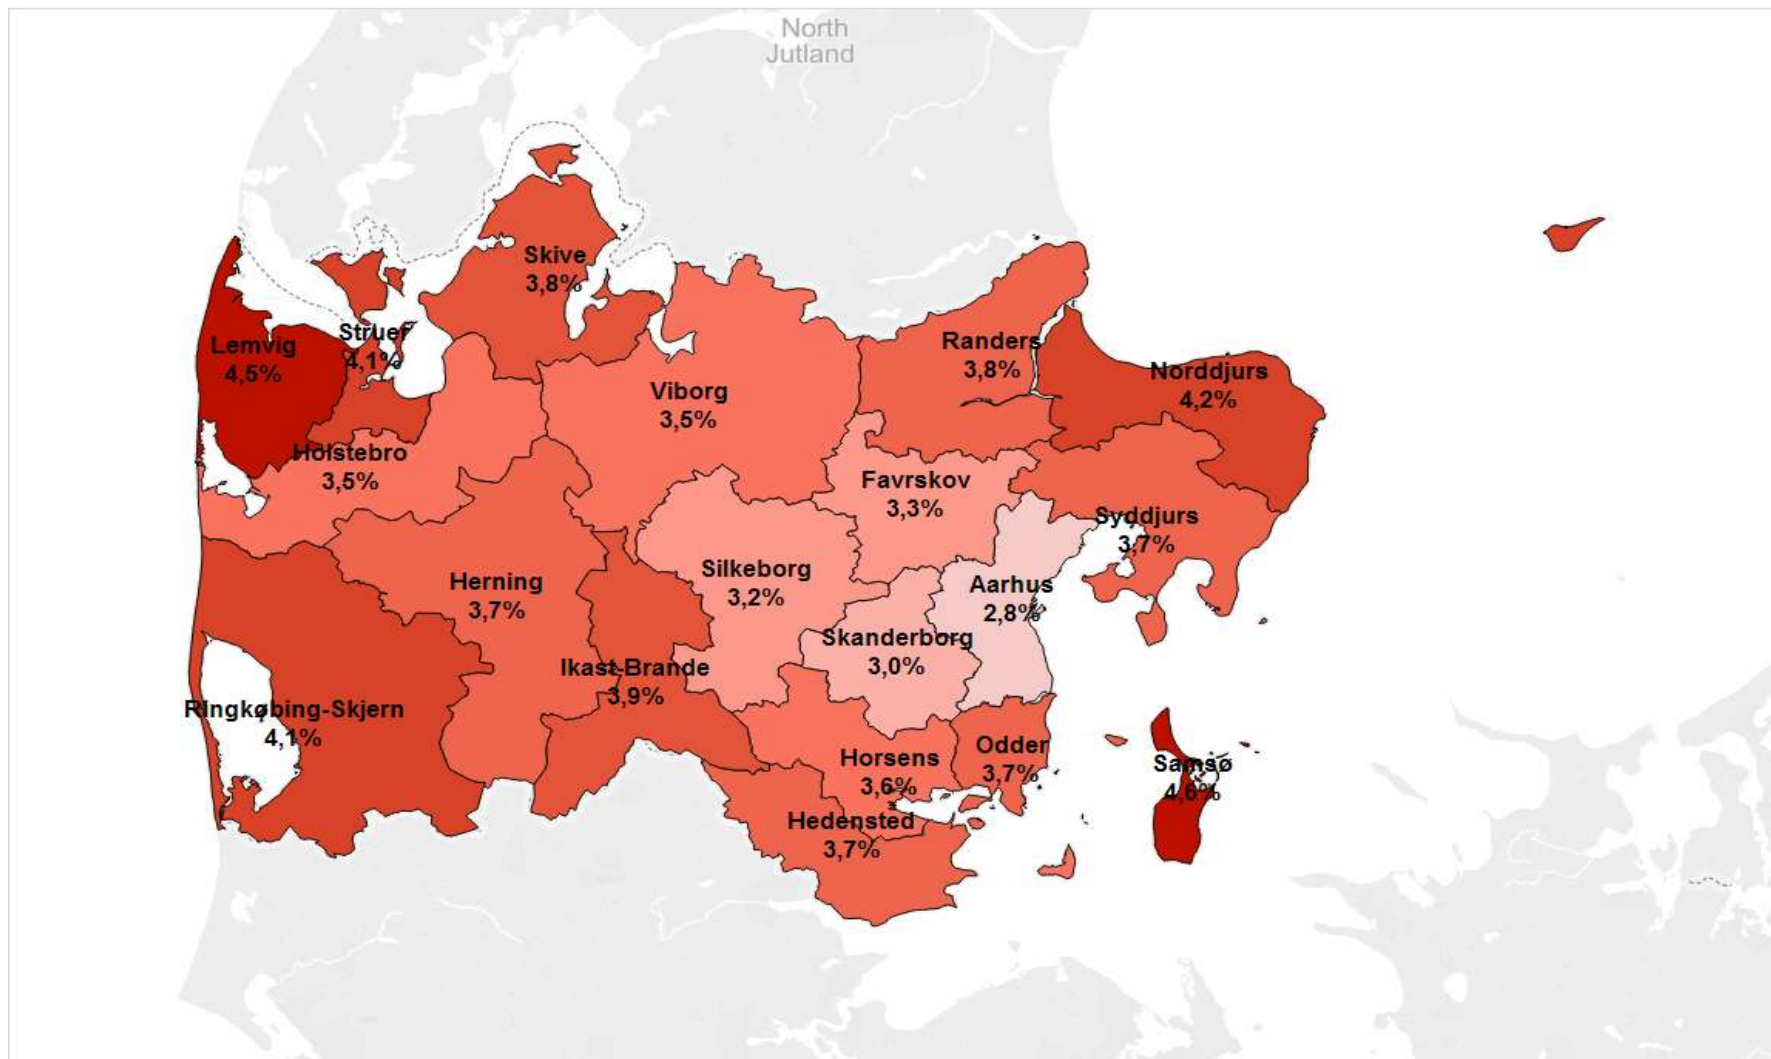 North
Jutland
Skive
3,8%
Struer
4,1%
Lemvig
4,5%
Randers
3,8%
Norddjurs
4,2%
Viborg
3,5%
Holstebro
3,5%
Favrskov
3,3%
Syddjurs
3,7%
Silkeborg
3,2%
Herning
3,7%
Aarhus
2,8%
Skanderborg
3,0%
Ikast-Brande
3,9%
Ringkøbing-Skjern
4,1%
Horsens
3,6%
Odder
3,7%
Samsø
4,6%
Hedensted
3,7%